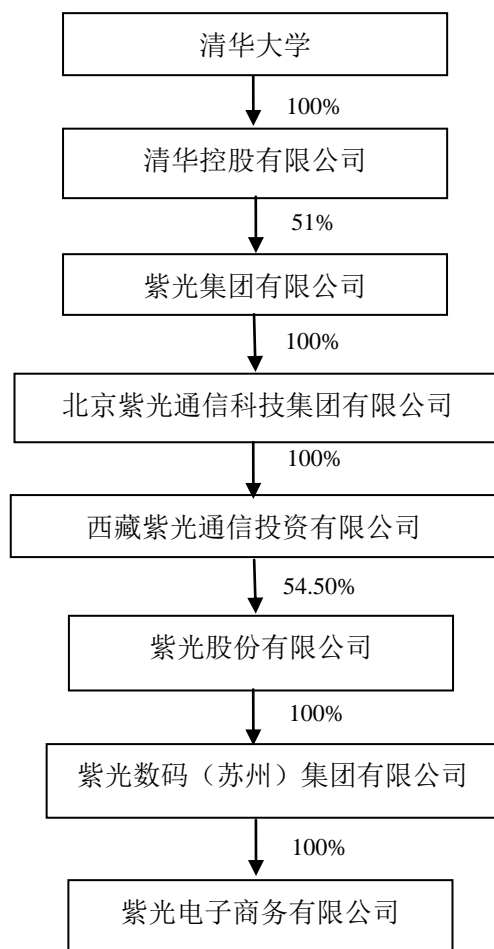 清华大学
100%
清华控股有限公司
51%
紫光集团有限公司
100%
北京紫光通信科技集团有限公司
100%
西藏紫光通信投资有限公司
54.50%
紫光股份有限公司
100%
紫光数码（苏州）集团有限公司
100%
紫光电子商务有限公司